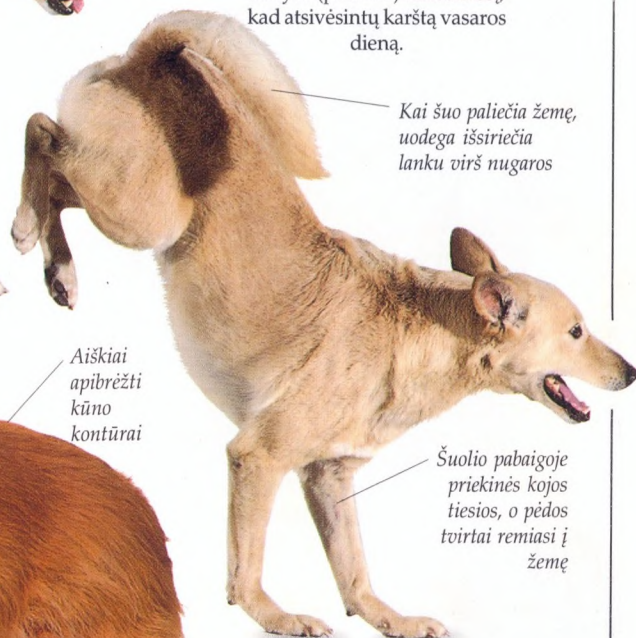 kad atsivėsintų karštą vasaros
dieną.
Kai šuo paliečia žemę,
uodega išsiriečia
lanku virš nugaros
Aiškiai
apibrėžti
kūno
kontūrai
Šuolio pabaigoje
priekinės kojos
tiesios, o pėdos
tvirtai remiasi į
žemę